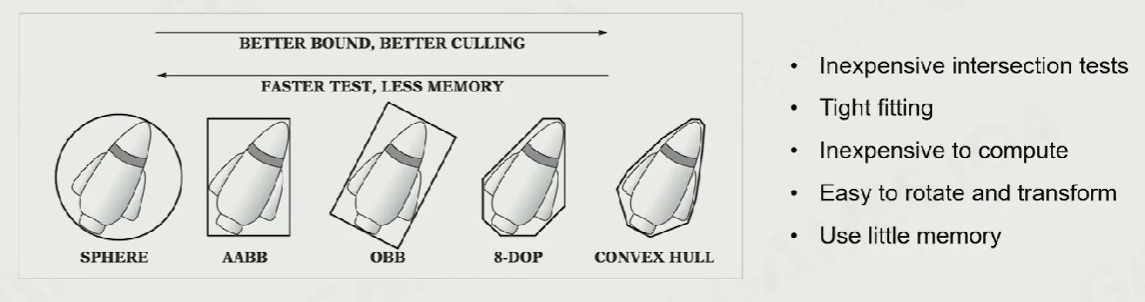 BETTER BOUND, BETTER CULLING
FASTER TEST, LESS MEMORY
SPHERE
AABB
OBB
8-DOP
CONVEX HULL
• Inexpensive intersection tests
• Tight fitting
• Inexpensive to compute
• Easy to rotate and transform
• Use little memory